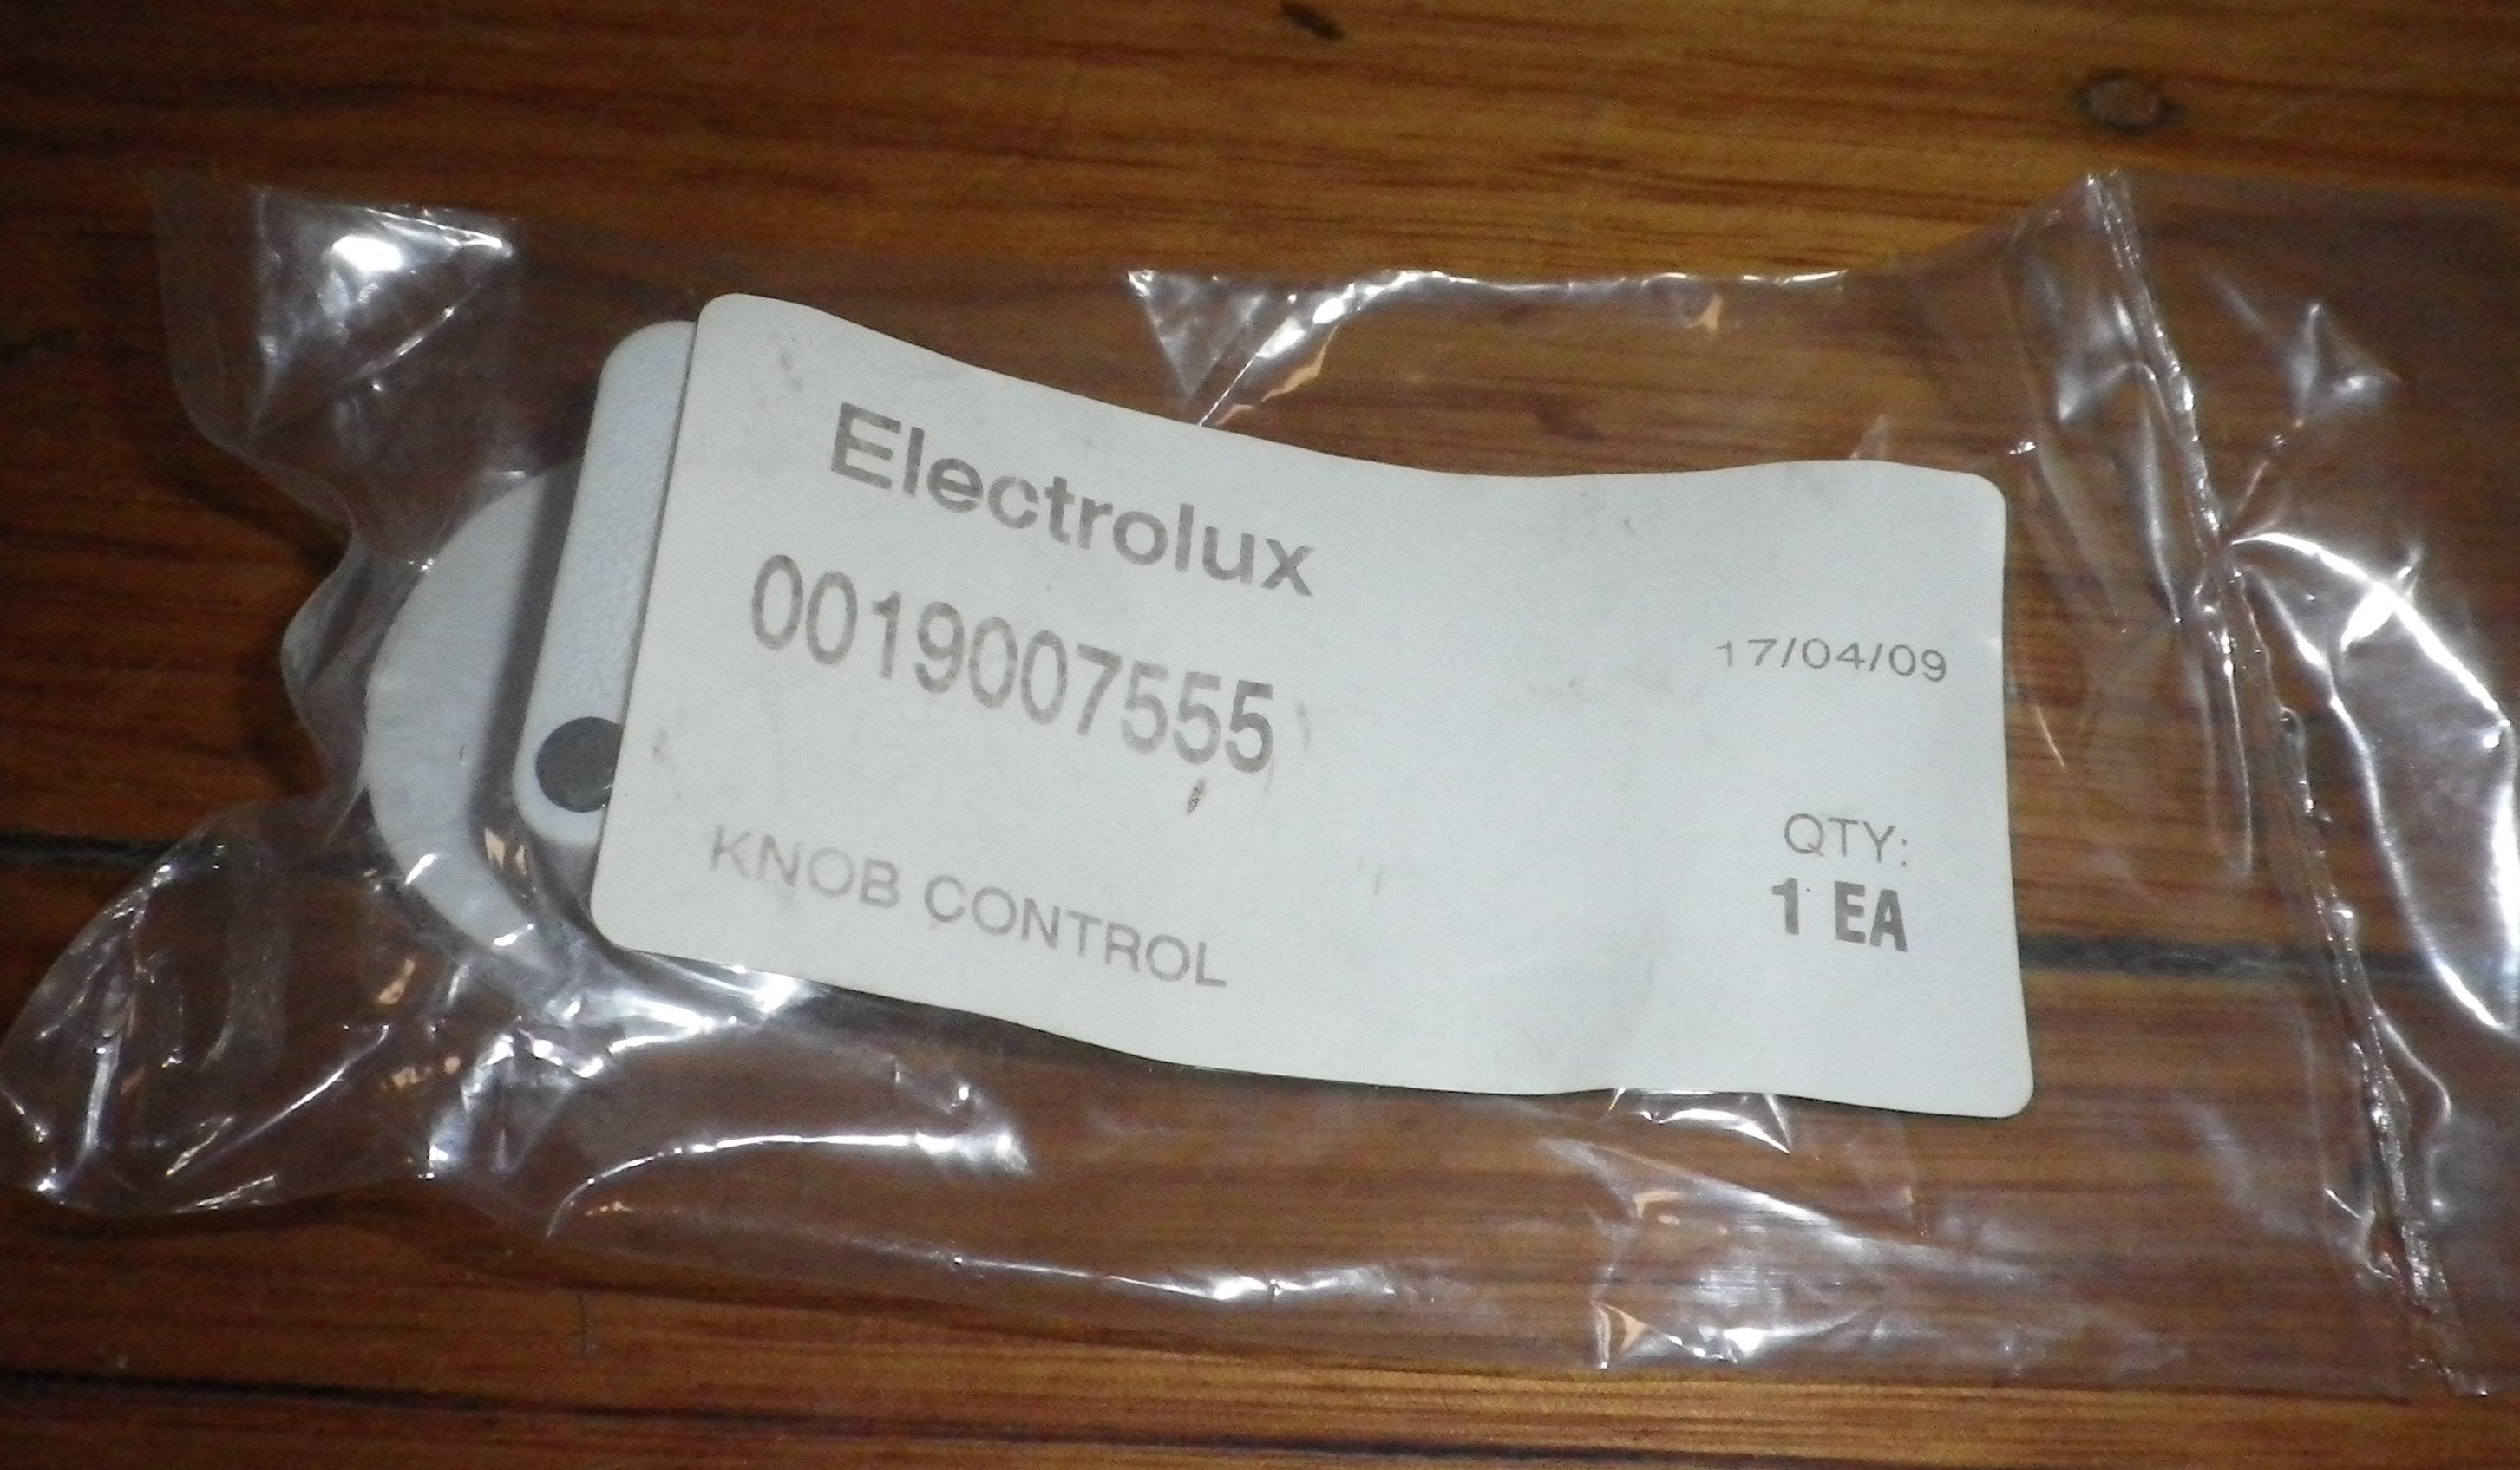 Electrolux
0019007555
17/04/09
QTY:
1 EA
KNOB CONTROL